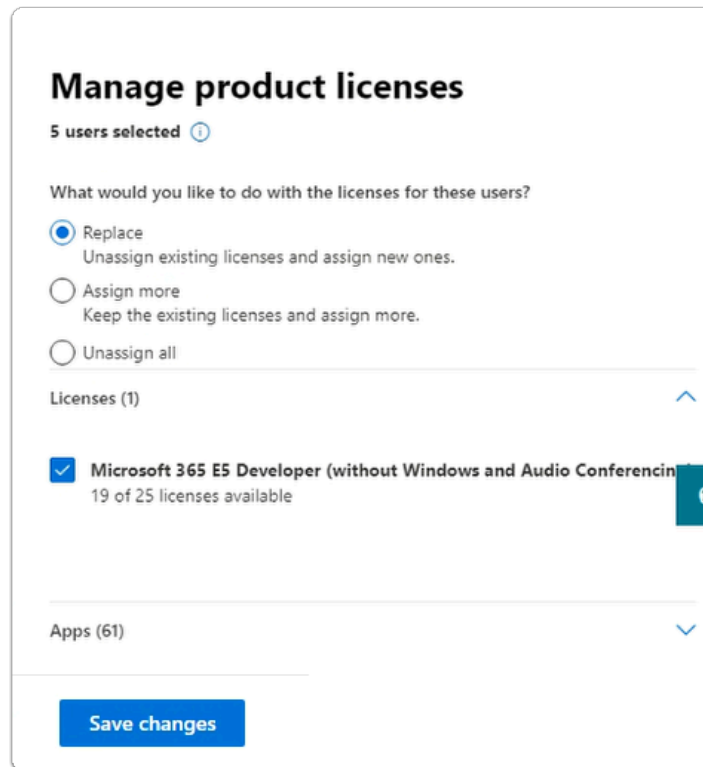 Manage product licenses
5 users selected
What would you like to do with the licenses for these users?
Replace
Unassign existing licenses and assign new ones.
Assign more
Keep the existing licenses and assign more.
Unassign all
Licenses (1)
Microsoft 365 E5 Developer (without Windows and Audio Conferencin
19 of 25 licenses available
Apps (61)
Save changes